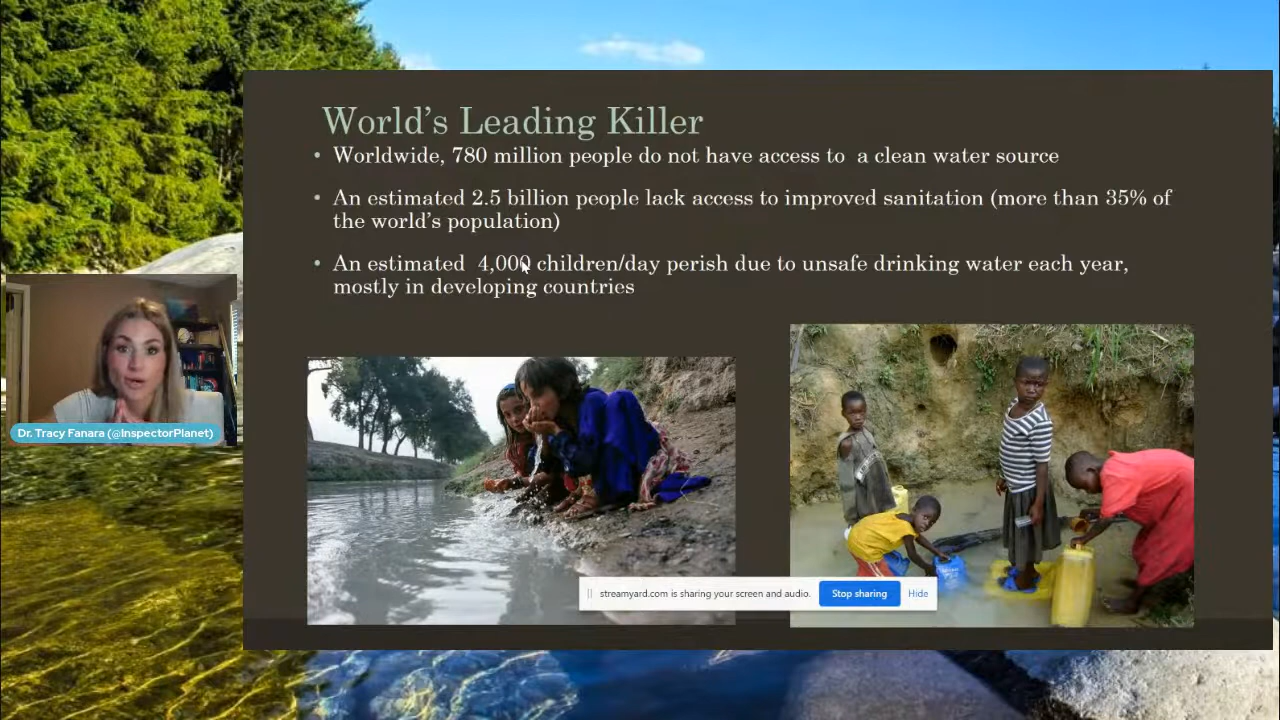 World's Leading Killer
• Worldwide, 780 million people do not have access to a clean water source
• An estimated 2.5 billion people lack access to improved sanitation (more than 35% of
the world's population)
• An estimated 4,000 children/day perish due to unsafe drinking water each year,
mostly in developing countries
Dr. Tracy Fanara (@InspectorPlanet)
streamyard.com is sharing your screen and audio.
Stop sharing
Hide